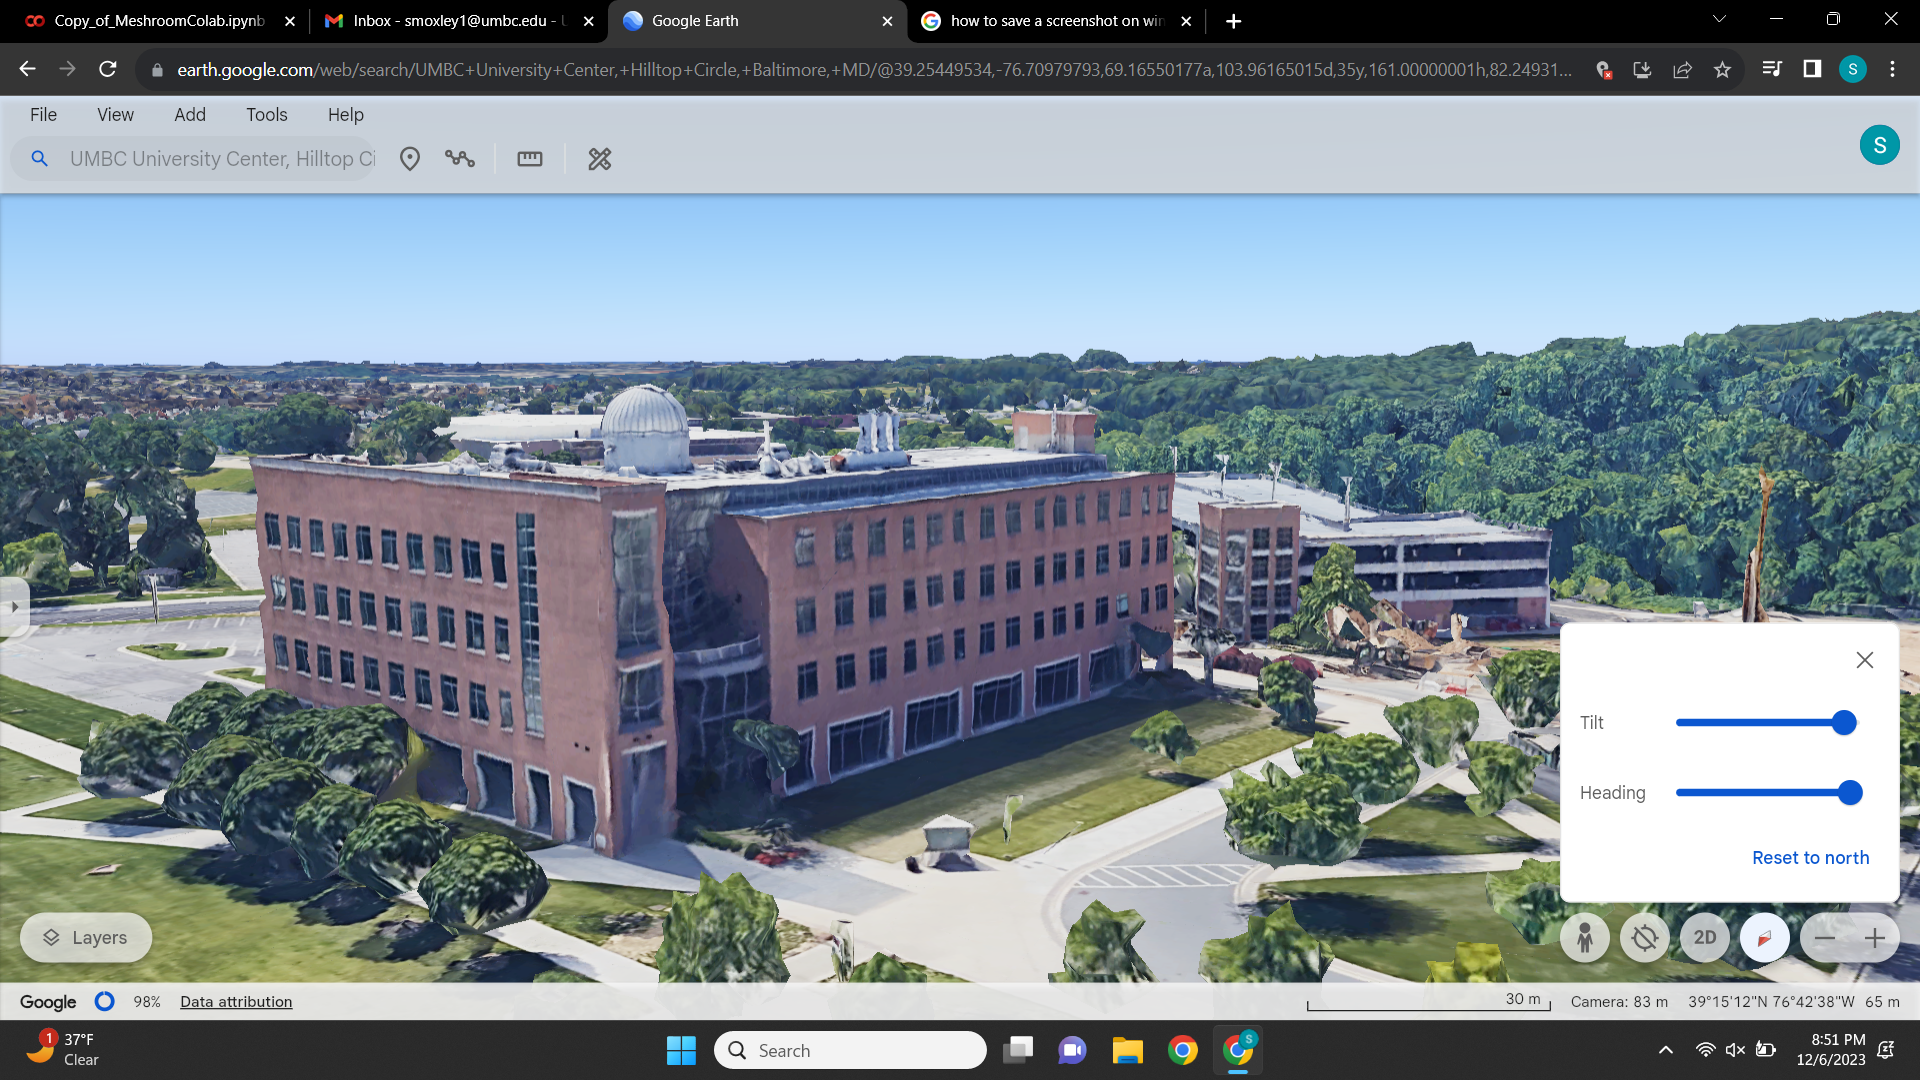 Copy_of_MeshroomColab.ipynb
Inbox - smoxley1@umbc.edu - U
Google Earth
how to save a screenshot on win
earth.google.com/web/search/UMBC+University+Center,+Hilltop+Circle,+Baltimore,+MD/@39.25449534,-76.70979793,69.16550177a,103.96165015d,35y,161.00000001h,82.24931...
S
File View Add Tools Help
UMBC University Center, Hilltop Ci
S
Tilt
Heading
Reset to north
Layers
2D
Google 98% Data attribution
30 m Camera: 83 m 39°15'12"N 76°42'38"W 65 m
1
37°F
Clear
Search
S
8:51 PM
12/6/2023